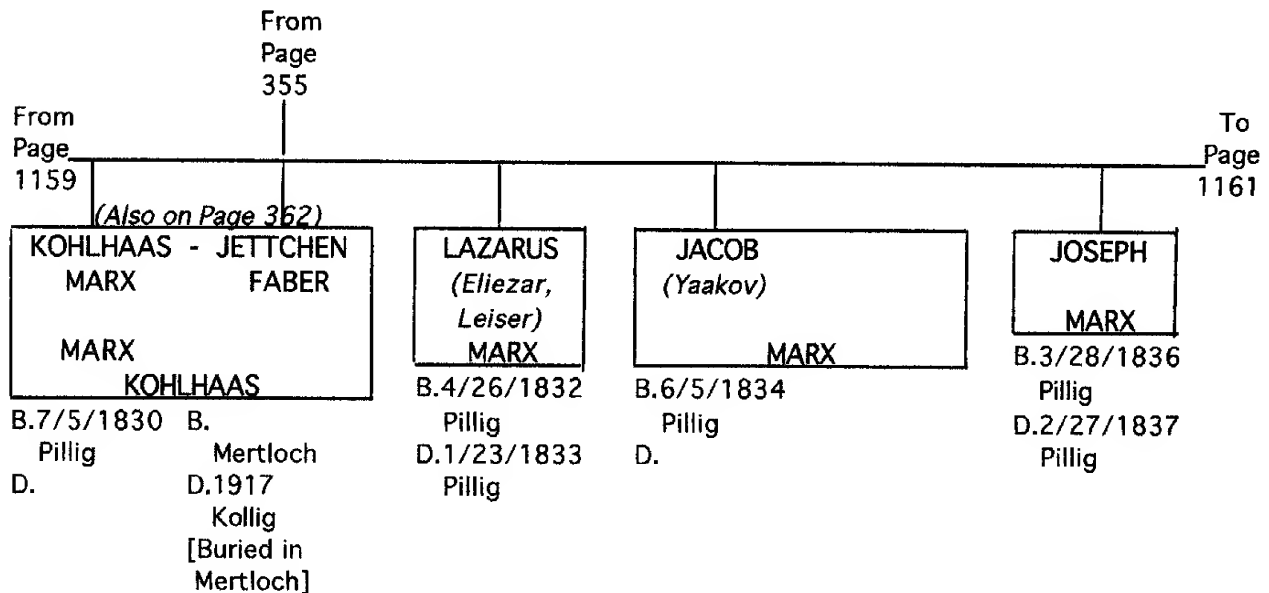 From
Page
355
From
Page
1159
To
Page
1161
(Also on Page 362)
KOHLHAAS - JETTCHEN
MARX FABER
MARX
KOHLHAAS
B.7/5/1830 B.
Pillig Mertloch
D. D.1917
Kollig
[Buried in
Mertloch]
LAZARUS
(Eliezar,
Leiser)
MARX
B.4/26/1832
Pillig
D.1/23/1833
Pillig
JACOB
(Yaakov)
MARX
B.6/5/1834
Pillig
D.
JOSEPH
MARX
B.3/28/1836
Pillig
D.2/27/1837
Pillig